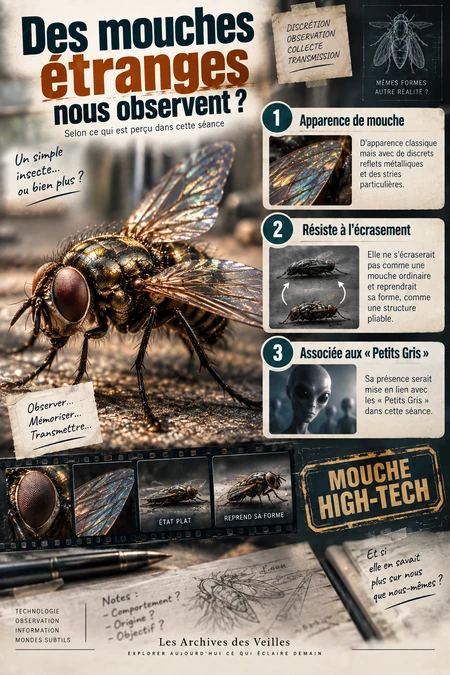 Des mouches
étranges
nous observent ?
Selon ce qui est perçu dans cette séance
DISCRÉTION
OBSERVATION
COLLECTE
TRANSMISSION
MÊMES FORMES
AUTRE RÉALITÉ ?
Un simple
insecte...
ou bien plus ?
1 Apparence de mouche
D'apparence classique
mais avec de discrets
reflets métalliques
et des stries
particulières.
2 Résiste à l'écrasement
Elle ne s'écraserait
pas comme une
mouche ordinaire
et reprendrait
sa forme, comme
une structure
pliable.
3 Associée aux « Petits Gris »
Sa présence serait
mise en lien avec
les « Petits Gris »
dans cette séance.
Observer...
Mémoriser...
Transmettre...
ÉTAT PLAT
REPREND SA FORME
MOUCHE
HIGH-TECH
Et si
elle en savait
plus sur nous
que nous-mêmes ?
Notes :
- Comportement ?
- Origine ?
- Objectif ?
TECHNOLOGIE
OBSERVATION
INFORMATION
MONDES SUBTILS
Les Archives des Veilles
EXPLORER AUJOURD'HUI CE QUI ÉCLAIRE DEMAIN